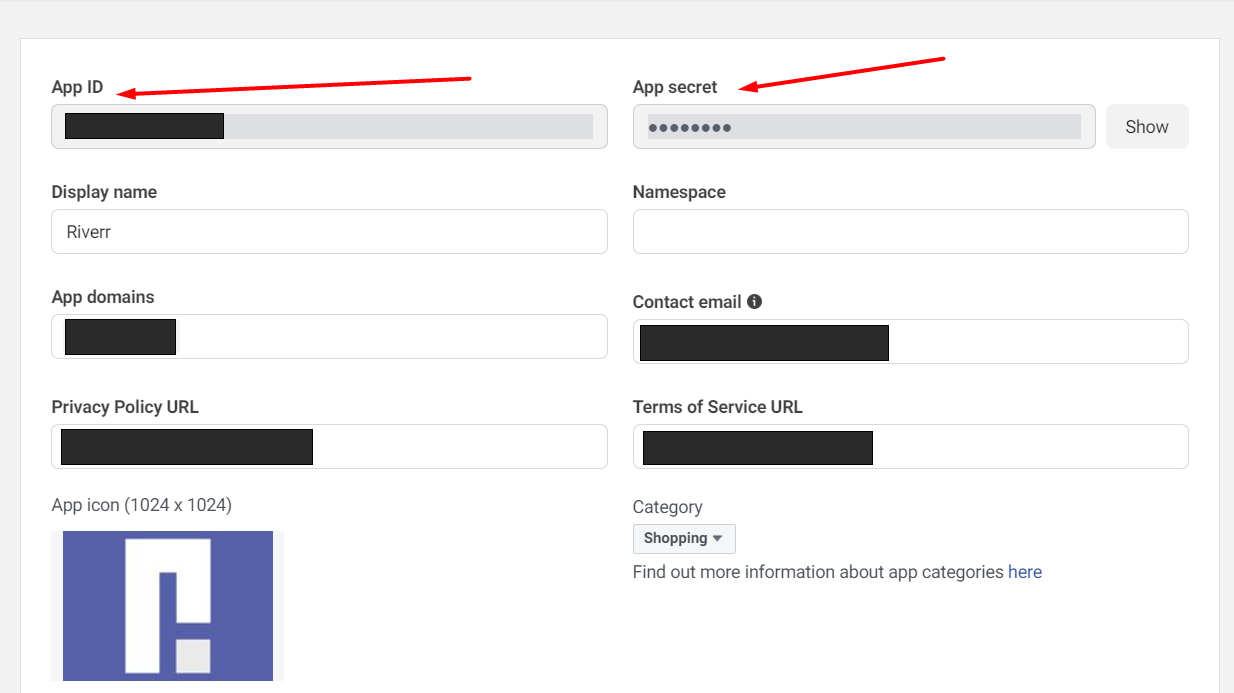 App ID
App secret
●●●●●●●●
Show
Display name
Namespace
Riverr
App domains
Contact email
Privacy Policy URL
Terms of Service URL
App icon (1024 x 1024)
Category
Shopping
Find out more information about app categories here